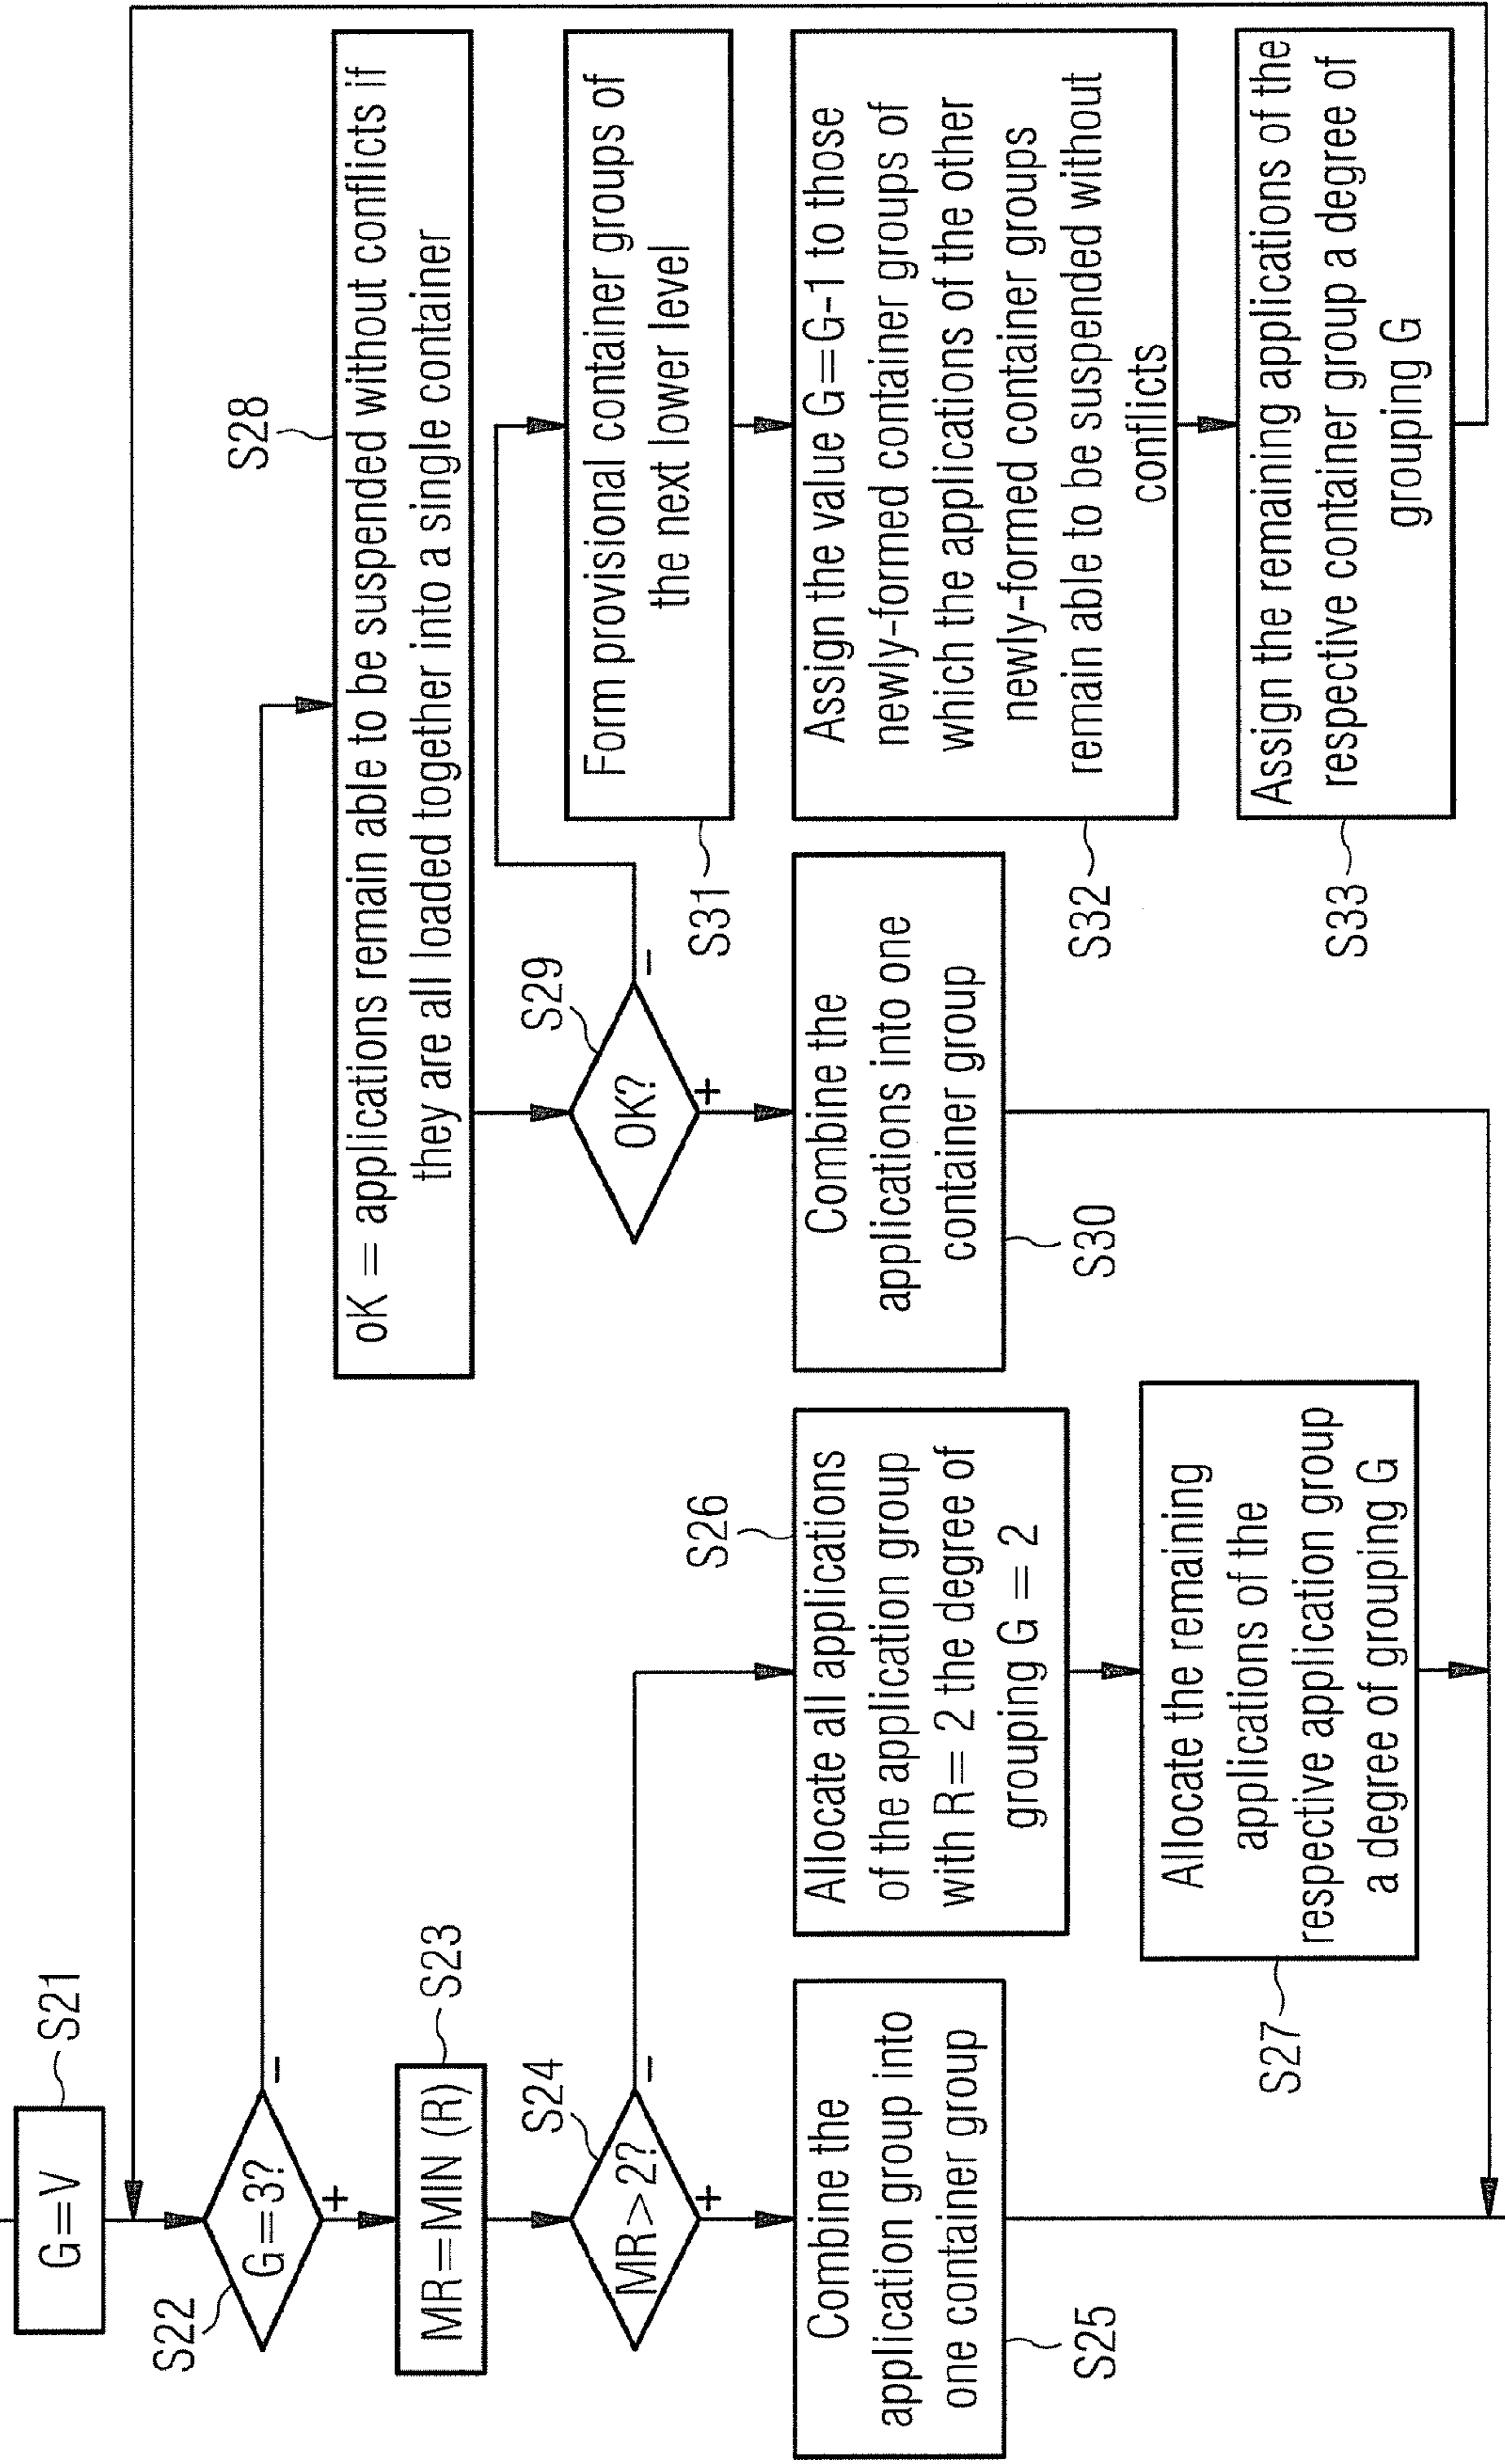 G=V
S21
S22
G=3?
+
−
MR=MIN (R)
S23
S24
MR>2?
+
−
Combine the
application group into
one container group
S25
S26
Allocate all applications
of the application group
with R= 2 the degree of
grouping G = 2
Allocate the remaining
applications of the
respective application group
a degree of grouping G
S27
S28
oK = applications remain able to be suspended without conflicts if
they are all loaded together into a single container
S29
OK?
+
−
Combine the
applications into one
container group
S30
Form provisional container groups of
the next lower level
S31
Assign the value G=G-1 to those
newly-formed container groups of
which the applications of the other
newly-formed container groups
remain able to be suspended without
conflicts
S32
Assign the remaining applications of the
respective container group a degree of
grouping G
S33